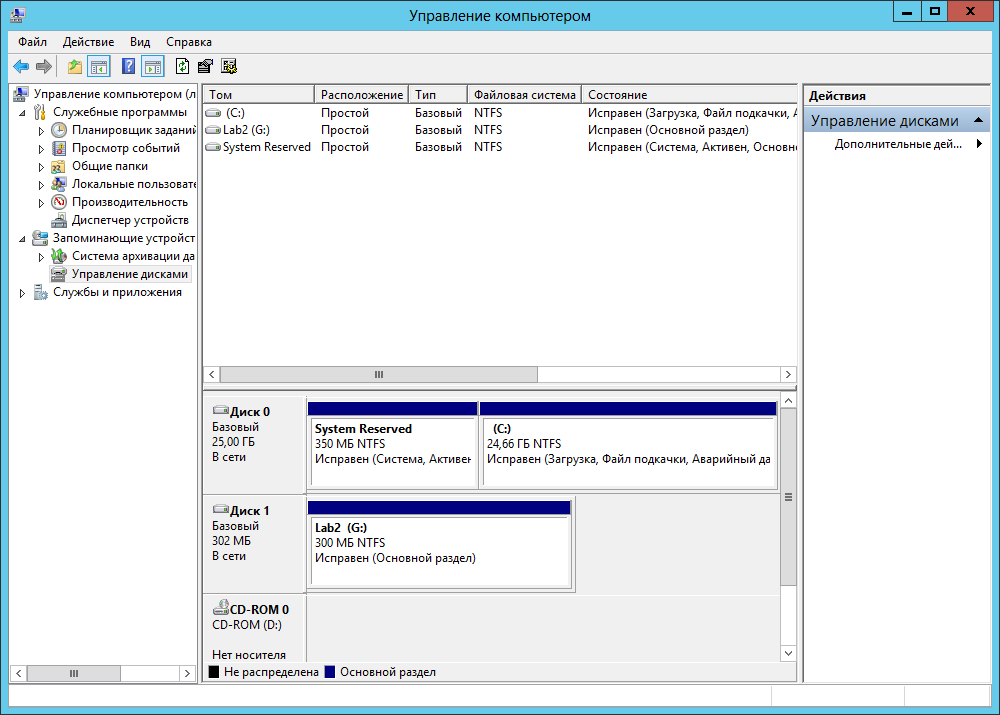 Управление компьютером
Файл Действие Вид Справка
Управление компьютером (л
Служебные программы
Планировщик заданий
Просмотр событий
Общие папки
Локальные пользовате
Производительность
Диспетчер устройств
Запоминающие устройст
Система архивации да
Управление дисками
Службы и приложения
Том Расположение Тип Файловая система Состояние
(C:) Простой Базовый NTFS Исправен (Загрузка, Файл подкачки, А
Lab2 (G:) Простой Базовый NTFS Исправен (Основной раздел)
System Reserved Простой Базовый NTFS Исправен (Система, Активен, Основн
Диск 0
Базовый
25,00 ГБ
В сети
System Reserved
350 МБ NTFS
Исправен (Система, Активен
(C:)
24,66 ГБ NTFS
Исправен (Загрузка, Файл подкачки, Аварийный да
Диск 1
Базовый
302 МБ
В сети
Lab2 (G:)
300 МБ NTFS
Исправен (Основной раздел)
CD-ROM 0
CD-ROM (D:)
Нет носителя
Не распределена Основной раздел
Действия
Управление дисками
Дополнительные дей...